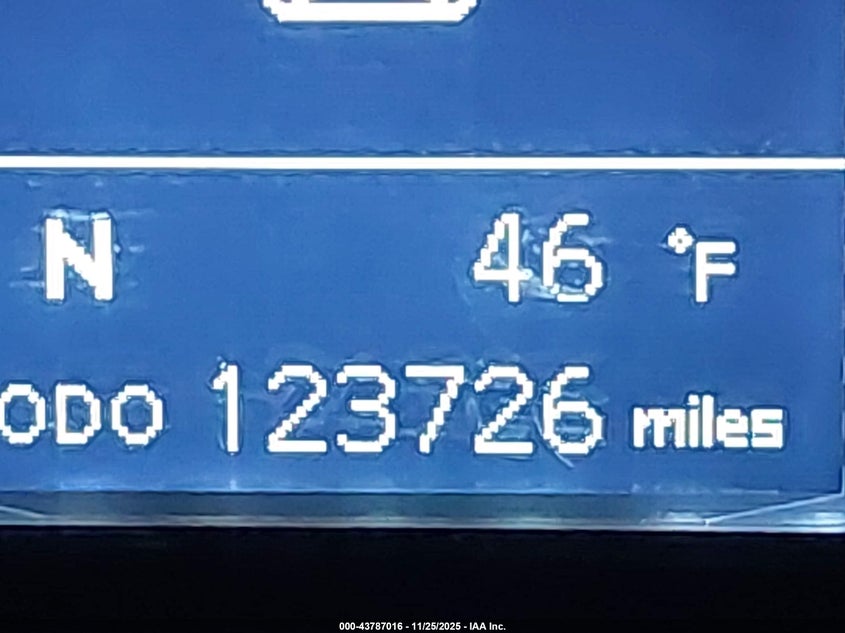 N 46 °F
ODO 123726 miles
000-43787016 - 11/25/2025 - IAA Inc.